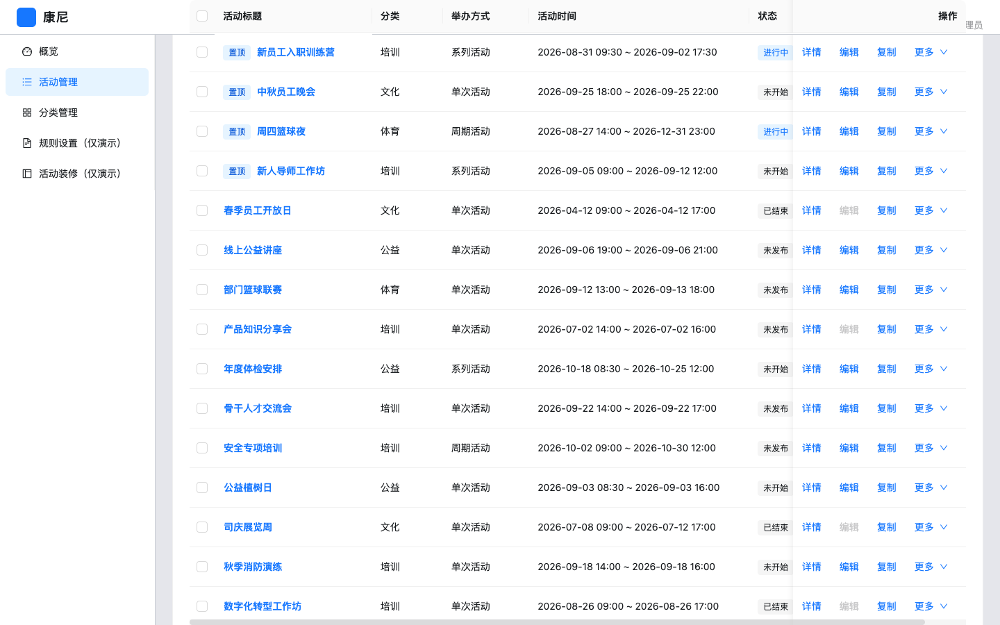 康尼
活动标题 分类 举办方式 活动时间 状态 操作
理员
概览
活动管理
分类管理
规则设置（仅演示）
活动装修（仅演示）
置顶 新员工入职训练营 培训 系列活动 2026-08-31 09:30 ~ 2026-09-02 17:30 进行中 详情 编辑 复制 更多
置顶 中秋员工晚会 文化 单次活动 2026-09-25 18:00 ~ 2026-09-25 22:00 未开始 详情 编辑 复制 更多
置顶 周四篮球夜 体育 周期活动 2026-08-27 14:00 ~ 2026-12-31 23:00 进行中 详情 编辑 复制 更多
置顶 新人导师工作坊 培训 系列活动 2026-09-05 09:00 ~ 2026-09-12 12:00 未开始 详情 编辑 复制 更多
春季员工开放日 文化 单次活动 2026-04-12 09:00 ~ 2026-04-12 17:00 已结束 详情 编辑 复制 更多
线上公益讲座 公益 单次活动 2026-09-06 19:00 ~ 2026-09-06 21:00 未发布 详情 编辑 复制 更多
部门篮球联赛 体育 单次活动 2026-09-12 13:00 ~ 2026-09-13 18:00 未发布 详情 编辑 复制 更多
产品知识分享会 培训 单次活动 2026-07-02 14:00 ~ 2026-07-02 16:00 未发布 详情 编辑 复制 更多
年度体检安排 公益 系列活动 2026-10-18 08:30 ~ 2026-10-25 12:00 未开始 详情 编辑 复制 更多
骨干人才交流会 培训 单次活动 2026-09-22 14:00 ~ 2026-09-22 17:00 未发布 详情 编辑 复制 更多
安全专项培训 培训 周期活动 2026-10-02 09:00 ~ 2026-10-30 12:00 未发布 详情 编辑 复制 更多
公益植树日 公益 单次活动 2026-09-03 08:30 ~ 2026-09-03 16:00 未开始 详情 编辑 复制 更多
司庆展览周 文化 单次活动 2026-07-08 09:00 ~ 2026-07-12 17:00 已结束 详情 编辑 复制 更多
秋季消防演练 培训 单次活动 2026-09-18 14:00 ~ 2026-09-18 16:00 未开始 详情 编辑 复制 更多
数字化转型工作坊 培训 单次活动 2026-08-26 09:00 ~ 2026-08-26 17:00 已结束 详情 编辑 复制 更多